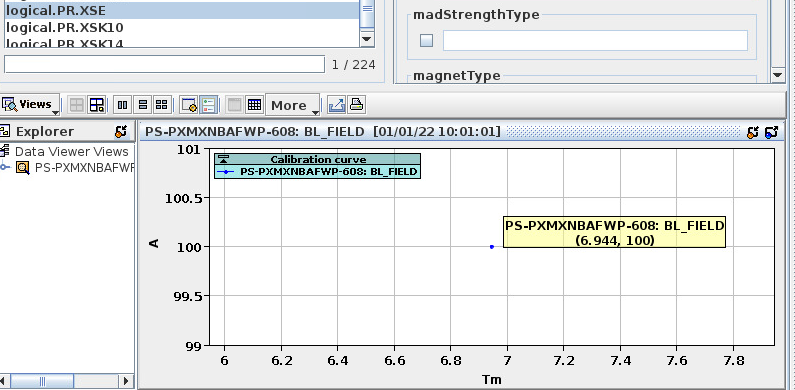 logical.PR.XSE
logical.PR.XSK10
logical.PR.XSK14
1 / 224
madStrengthType
magnetType
Views
More
Explorer
Data Viewer Views
PS-PXMXNBAFWP
PS-PXMXNBAFWP-608: BL_FIELD [01/01/22 10:01:01]
Calibration curve
PS-PXMXNBAFWP-608: BL_FIELD
101
100.5
100
99.5
99
A
PS-PXMXNBAFWP-608: BL_FIELD
(6.944, 100)
6 6.2 6.4 6.6 6.8 7 7.2 7.4 7.6 7.8
Tm